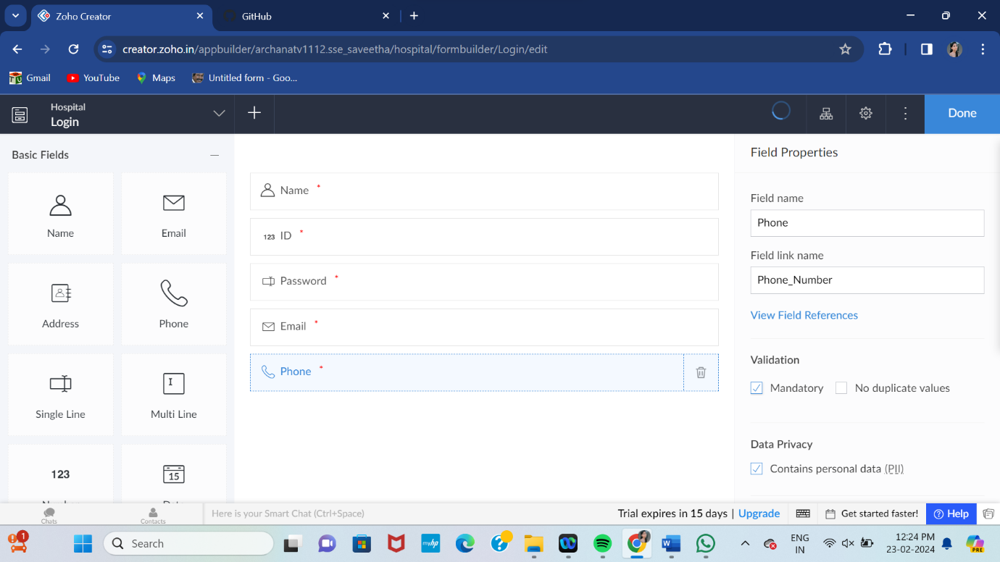 Zoho Creator
GitHub
creator.zoho.in/appbuilder/archanatv1112.sse_saveetha/hospital/formbuilder/Login/edit
Gmail
YouTube
Maps
Untitled form - Goo...
Hospital
Login
Done
Basic Fields
Name
Email
Address
Phone
Single Line
Multi Line
123
15
Number
Date
Name *
123 ID *
Password *
Email *
Phone *
Field Properties
Field name
Phone
Field link name
Phone_Number
View Field References
Validation
Mandatory
No duplicate values
Data Privacy
Contains personal data (PII)
Chats
Contacts
Here is your Smart Chat (Ctrl+Space)
Trial expires in 15 days | Upgrade
Get started faster!
Help
1
Search
myhp
ENG
IN
12:24 PM
23-02-2024
PRE